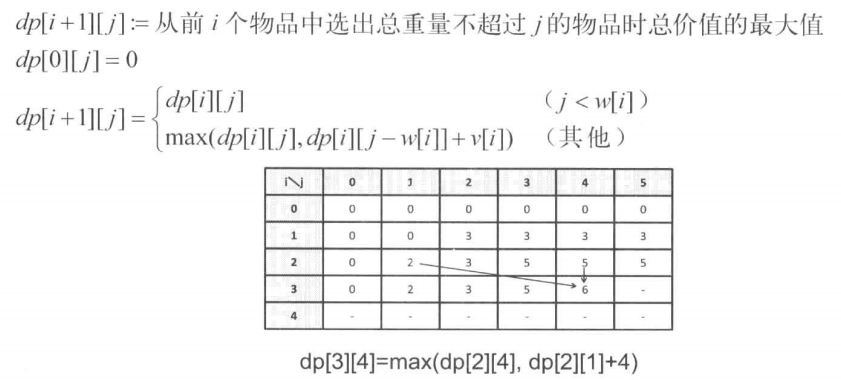 dp[i+1][j]:=从前 i 个物品中选出总重量不超过 j 的物品时总价值的最大值
dp[0][j]=0
dp[i+1][j]={dp[i][j] （j<w[i]）
max(dp[i][j],dp[i][j−w[i]]+v[i]) （其他）
i\j 0 1 2 3 4 5
0 0 0 0 0 0 0
1 0 0 3 3 3 3
2 0 2 3 5 5 5
3 0 2 3 5 6 -
4 - - - - - -
dp[3][4]=max(dp[2][4], dp[2][1]+4)